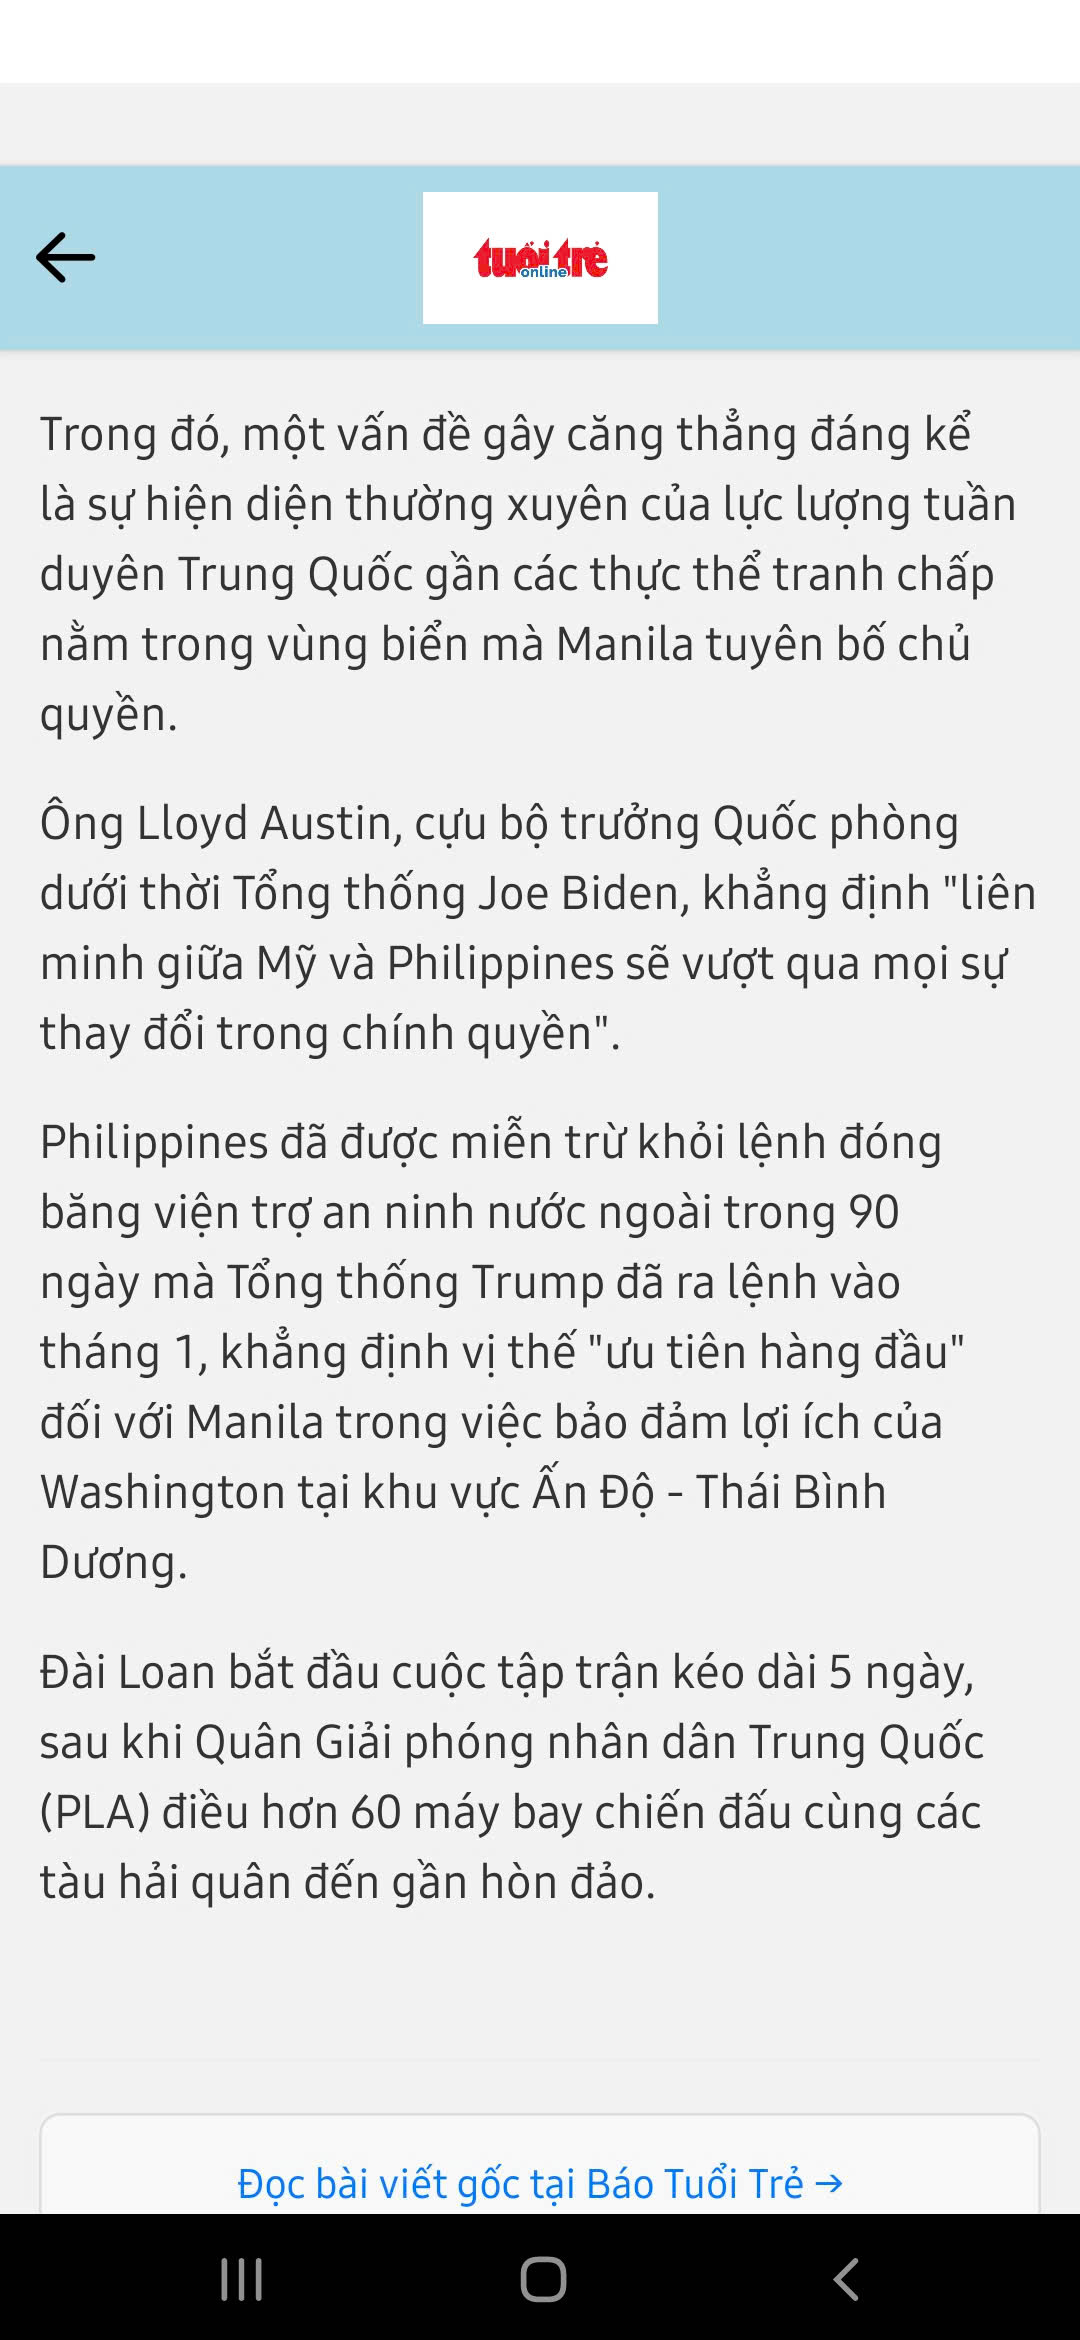 tuổi trẻ
online
Trong đó, một vấn đề gây căng thẳng đáng kể
là sự hiện diện thường xuyên của lực lượng tuần
duyên Trung Quốc gần các thực thể tranh chấp
nằm trong vùng biển mà Manila tuyên bố chủ
quyền.
Ông Lloyd Austin, cựu bộ trưởng Quốc phòng
dưới thời Tổng thống Joe Biden, khẳng định "liên
minh giữa Mỹ và Philippines sẽ vượt qua mọi sự
thay đổi trong chính quyền".
Philippines đã được miễn trừ khỏi lệnh đóng
băng viện trợ an ninh nước ngoài trong 90
ngày mà Tổng thống Trump đã ra lệnh vào
tháng 1, khẳng định vị thế "ưu tiên hàng đầu"
đối với Manila trong việc bảo đảm lợi ích của
Washington tại khu vực Ấn Độ - Thái Bình
Dương.
Đài Loan bắt đầu cuộc tập trận kéo dài 5 ngày,
sau khi Quân Giải phóng nhân dân Trung Quốc
(PLA) điều hơn 60 máy bay chiến đấu cùng các
tàu hải quân đến gần hòn đảo.
Đọc bài viết gốc tại Báo Tuổi Trẻ →